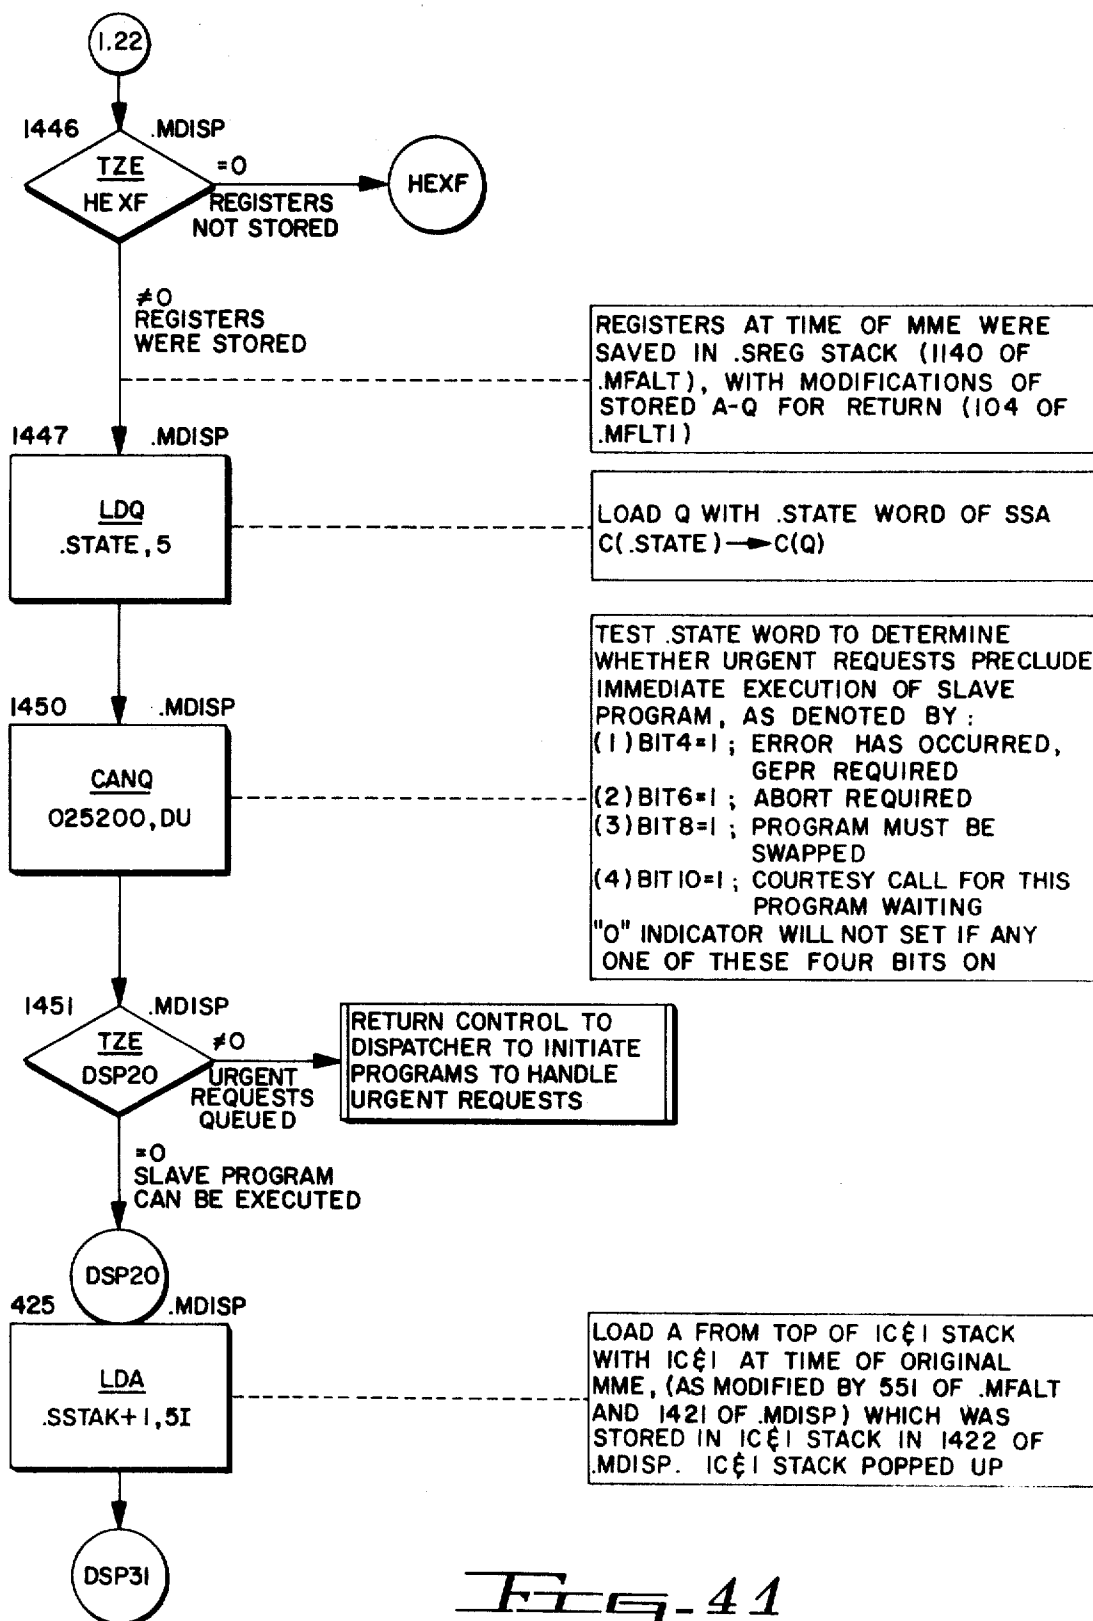 1.22
1446 .MDISP
TZE
HEXF
=0
REGISTERS
NOT STORED
HEXF
≠0
REGISTERS
WERE STORED
REGISTERS AT TIME OF MME WERE
SAVED IN .SREG STACK (1140 OF
.MFALT), WITH MODIFICATIONS OF
STORED A-Q FOR RETURN (104 OF
.MFLT1)
1447 .MDISP
LDQ
.STATE,5
LOAD Q WITH .STATE WORD OF SSA
C(.STATE)→C(Q)
TEST .STATE WORD TO DETERMINE
WHETHER URGENT REQUESTS PRECLUDE
IMMEDIATE EXECUTION OF SLAVE
PROGRAM, AS DENOTED BY:
(1) BIT4=1; ERROR HAS OCCURRED,
GEPR REQUIRED
(2) BIT6=1; ABORT REQUIRED
(3) BIT8=1; PROGRAM MUST BE
SWAPPED
(4) BIT10=1; COURTESY CALL FOR THIS
PROGRAM WAITING
"0" INDICATOR WILL NOT SET IF ANY
ONE OF THESE FOUR BITS ON
1450 .MDISP
CANQ
025200,DU
1451 .MDISP
TZE
DSP20
≠0
URGENT
REQUESTS
QUEUED
RETURN CONTROL TO
DISPATCHER TO INITIATE
PROGRAMS TO HANDLE
URGENT REQUESTS
=0
SLAVE PROGRAM
CAN BE EXECUTED
DSP20
425 .MDISP
LDA
.SSTAK+1,5I
LOAD A FROM TOP OF IC&I STACK
WITH IC&I AT TIME OF ORIGINAL
MME, (AS MODIFIED BY 551 OF .MFALT
AND 1421 OF .MDISP) WHICH WAS
STORED IN IC&I STACK IN 1422 OF
.MDISP. IC&I STACK POPPED UP
DSP31
FIG-41